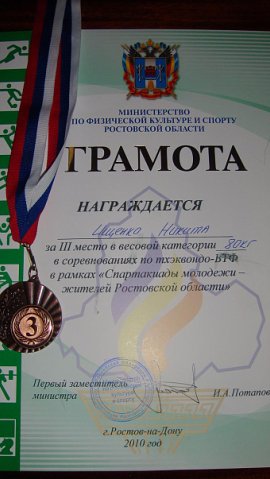 МИНИСТЕРСТВО
ПО ФИЗИЧЕСКОЙ КУЛЬТУРЕ И СПОРТУ
РОСТОВСКОЙ ОБЛАСТИ
ГРАМОТА
НАГРАЖДАЕТСЯ
Ищенко Никита
за III место в весовой категории 80кг
в соревнованиях по тхэквондо-
в рамках «Спартакиады молодежи –
жителей Ростовской области»
3
Первый заместитель
министра
И.А.Потапов
г.Ростов-на-Дону
2010 год